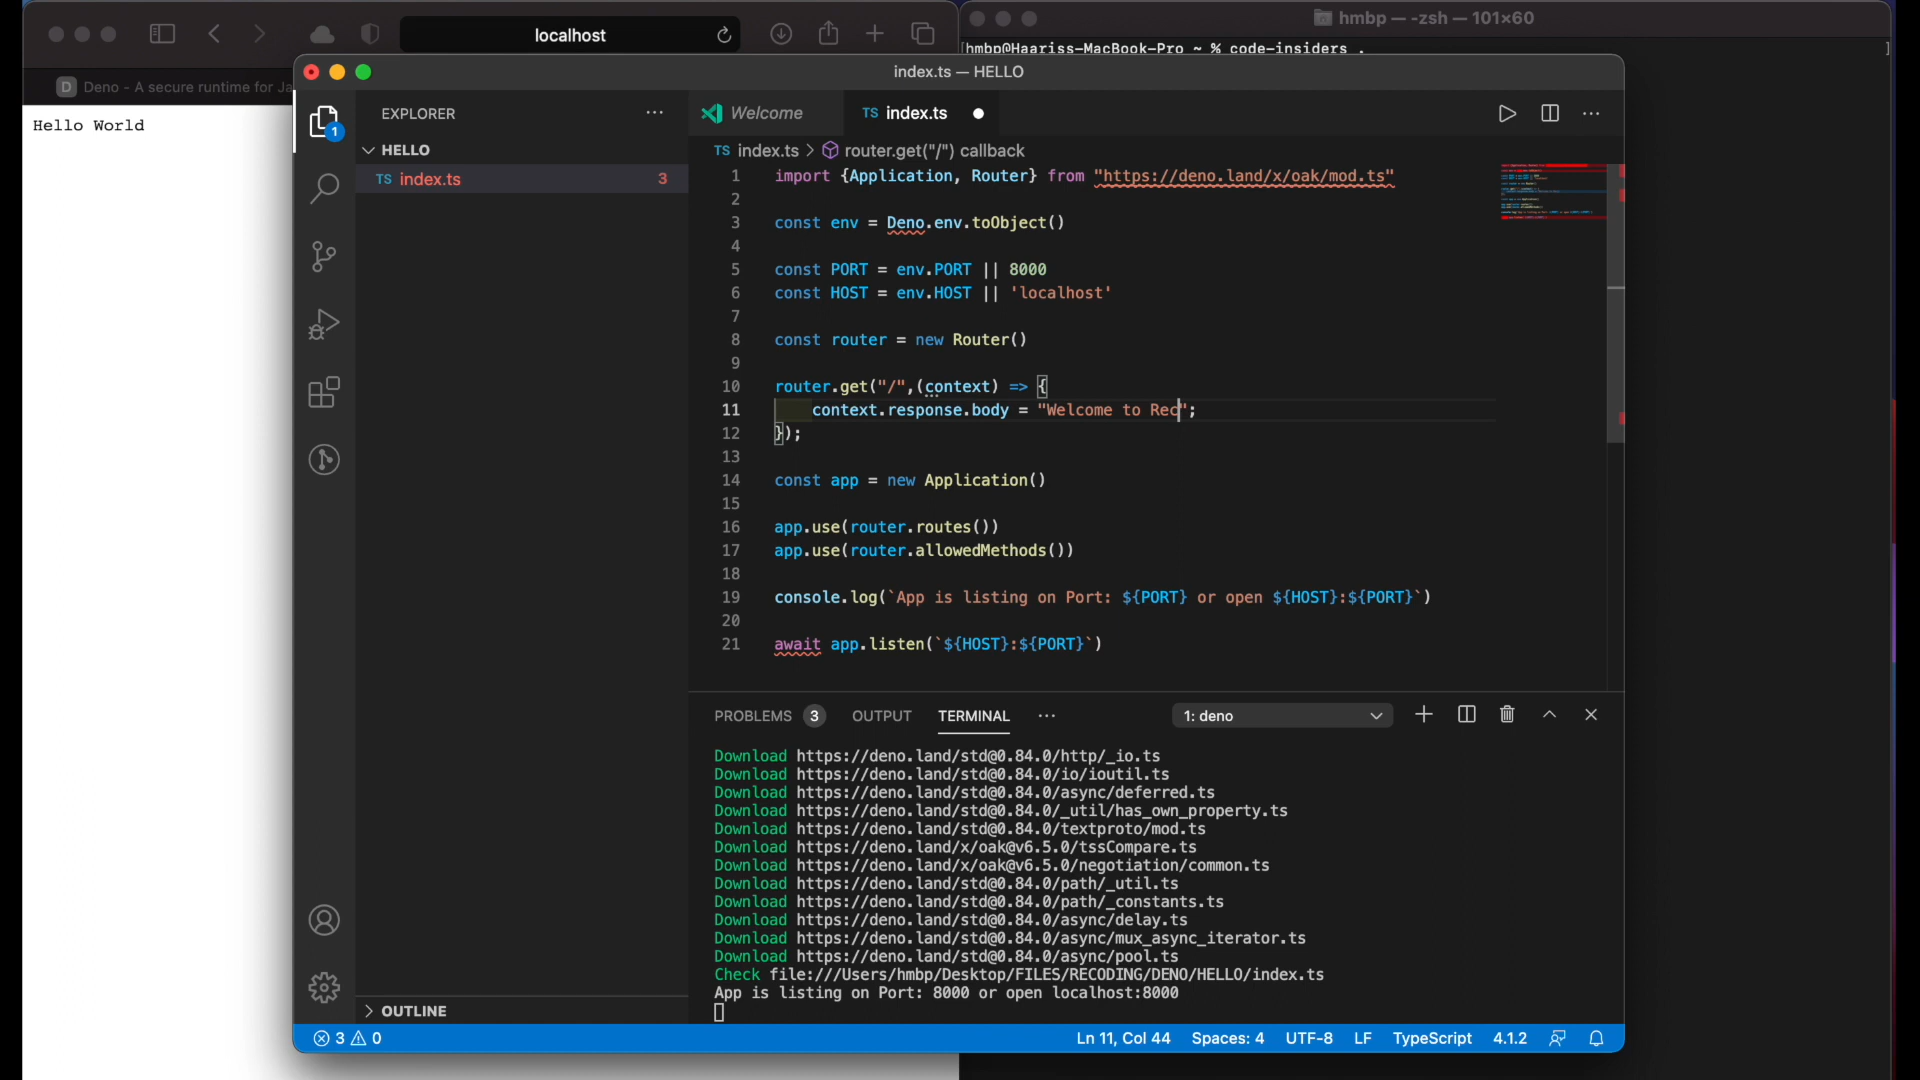 localhost
hmbp — -zsh — 101×60
[hmbp@Haariss-MacBook-Pro ~ % code-insiders . ]
D Deno - A secure runtime for Ja
Hello World
index.ts — HELLO
EXPLORER
Welcome
TS index.ts
1
HELLO
TS index.ts 3
TS index.ts > router.get("/") callback
1 import {Application, Router} from "https://deno.land/x/oak/mod.ts"
2
3 const env = Deno.env.toObject()
4
5 const PORT = env.PORT || 8000
6 const HOST = env.HOST || 'localhost'
7
8 const router = new Router()
9
10 router.get("/",(context) => {
11 context.response.body = "Welcome to Rec";
12 });
13
14 const app = new Application()
15
16 app.use(router.routes())
17 app.use(router.allowedMethods())
18
19 console.log(`App is listing on Port: ${PORT} or open ${HOST}:${PORT}`)
20
21 await app.listen(`${HOST}:${PORT}`)
PROBLEMS 3 OUTPUT TERMINAL ··· 1: deno
Download https://deno.land/std@0.84.0/http/_io.ts
Download https://deno.land/std@0.84.0/io/ioutil.ts
Download https://deno.land/std@0.84.0/async/deferred.ts
Download https://deno.land/std@0.84.0/_util/has_own_property.ts
Download https://deno.land/std@0.84.0/textproto/mod.ts
Download https://deno.land/x/oak@v6.5.0/tssCompare.ts
Download https://deno.land/x/oak@v6.5.0/negotiation/common.ts
Download https://deno.land/std@0.84.0/path/_util.ts
Download https://deno.land/std@0.84.0/path/_constants.ts
Download https://deno.land/std@0.84.0/async/delay.ts
Download https://deno.land/std@0.84.0/async/mux_async_iterator.ts
Download https://deno.land/std@0.84.0/async/pool.ts
Check file:///Users/hmbp/Desktop/FILES/RECODING/DENO/HELLO/index.ts
App is listing on Port: 8000 or open localhost:8000
OUTLINE
3 0
Ln 11, Col 44 Spaces: 4 UTF-8 LF TypeScript 4.1.2